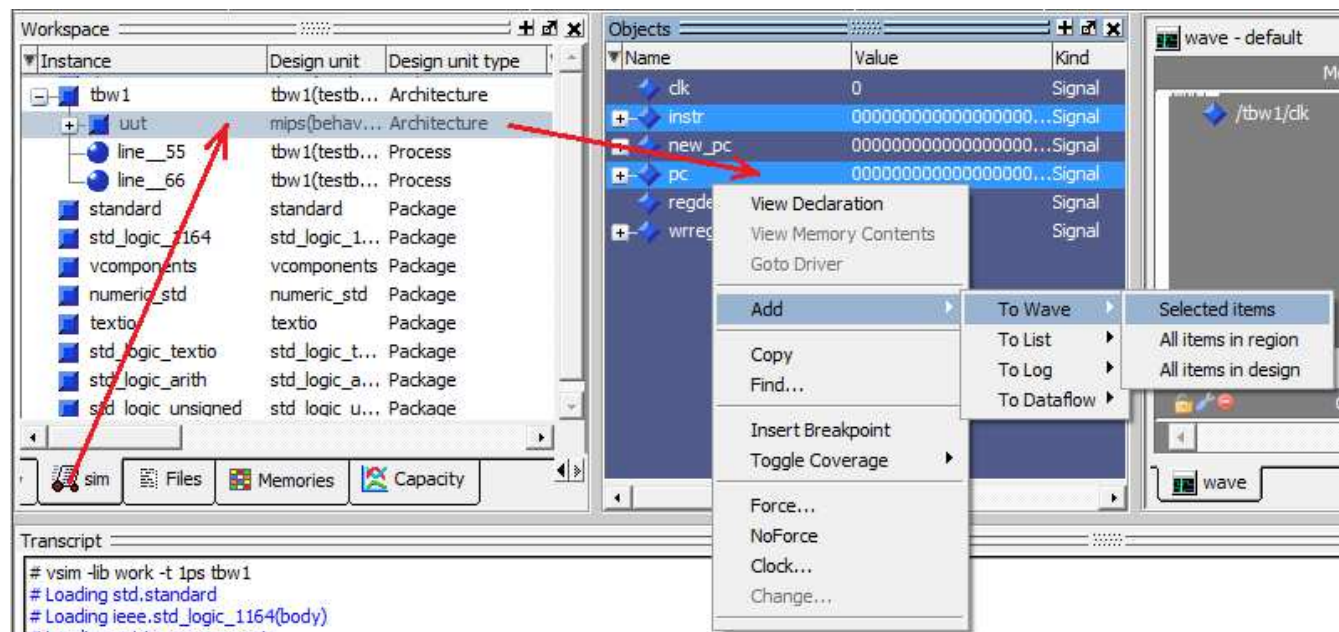 Workspace
Instance Design unit Design unit type
tbw1 tbw1(testb... Architecture
uut mips(behav... Architecture
line__55 tbw1(testb... Process
line__66 tbw1(testb... Process
standard standard Package
std_logic_1164 std_logic_1... Package
vcomponents vcomponents Package
numeric_std numeric_std Package
textio textio Package
std_logic_textio std_logic_t... Package
std_logic_arith std_logic_a... Package
std_logic_unsigned std_logic_u... Package
sim Files Memories Capacity
Objects
Name Value Kind
clk 0 Signal
instr 000000000000000000...Signal
new_pc 000000000000000000...Signal
pc 000000000000000000...Signal
regde Signal
wrreg Signal
View Declaration
View Memory Contents
Goto Driver
Add
Copy
Find...
Insert Breakpoint
Toggle Coverage
Force...
NoForce
Clock...
Change...
To Wave
To List
To Log
To Dataflow
Selected items
All items in region
All items in design
wave - default
/tbw1/clk
wave
Transcript
# vsim -lib work -t 1ps tbw1
# Loading std.standard
# Loading ieee.std_logic_1164(body)